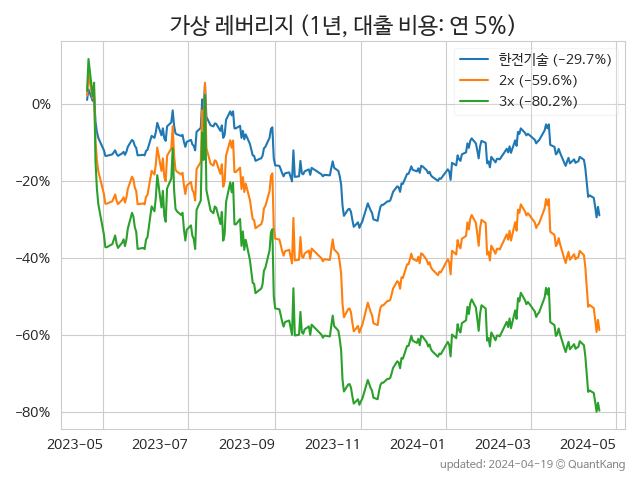 가상 레버리지 (1년, 대출 비용: 연 5%)
한전기술 (−29.7%)
2x (−59.6%)
3x (−80.2%)
0%
−20%
−40%
−60%
−80%
2023-05 2023-07 2023-09 2023-11 2024-01 2024-03 2024-05
updated: 2024-04-19 © QuantKang